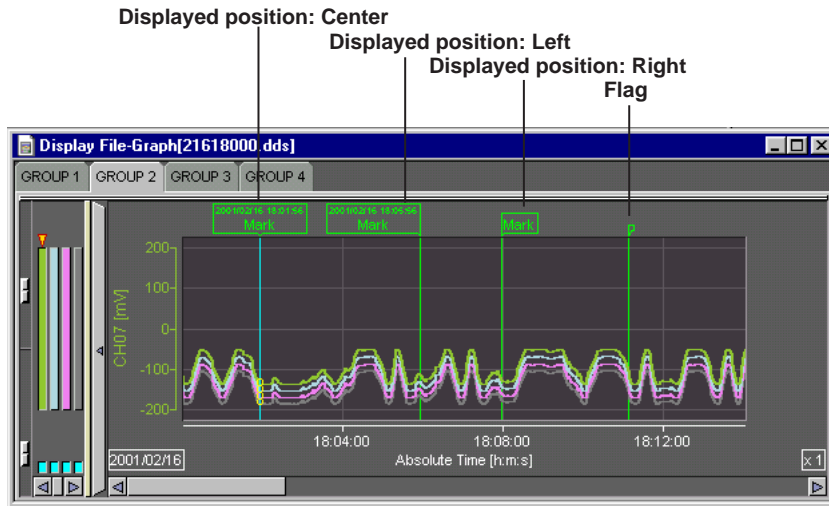 Displayed position: Center
Displayed position: Left
Displayed position: Right
Flag
Display File-Graph[21618000.dds]
GROUP 1 GROUP 2 GROUP 3 GROUP 4
2001/02/16 18:01:56
Mark
2001/02/16 18:05:56
Mark
Mark
CH07 [mV]
200
100
0
-100
-200
18:04:00 18:08:00 18:12:00
2001/02/16
Absolute Time [h:m:s]
x 1